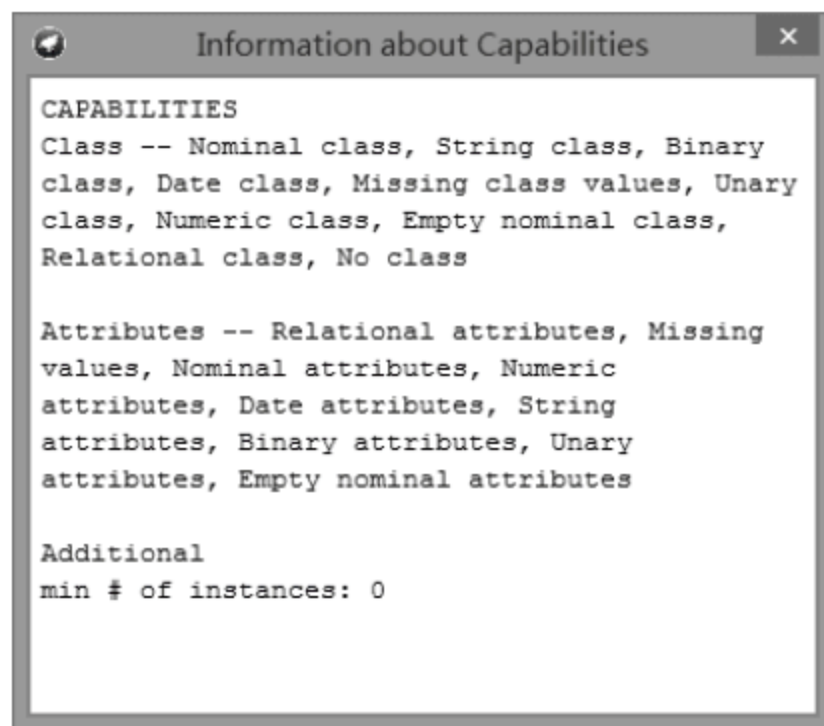 Information about Capabilities
CAPABILITIES
Class -- Nominal class, String class, Binary
class, Date class, Missing class values, Unary
class, Numeric class, Empty nominal class,
Relational class, No class
Attributes -- Relational attributes, Missing
values, Nominal attributes, Numeric
attributes, Date attributes, String
attributes, Binary attributes, Unary
attributes, Empty nominal attributes
Additional
min # of instances: 0